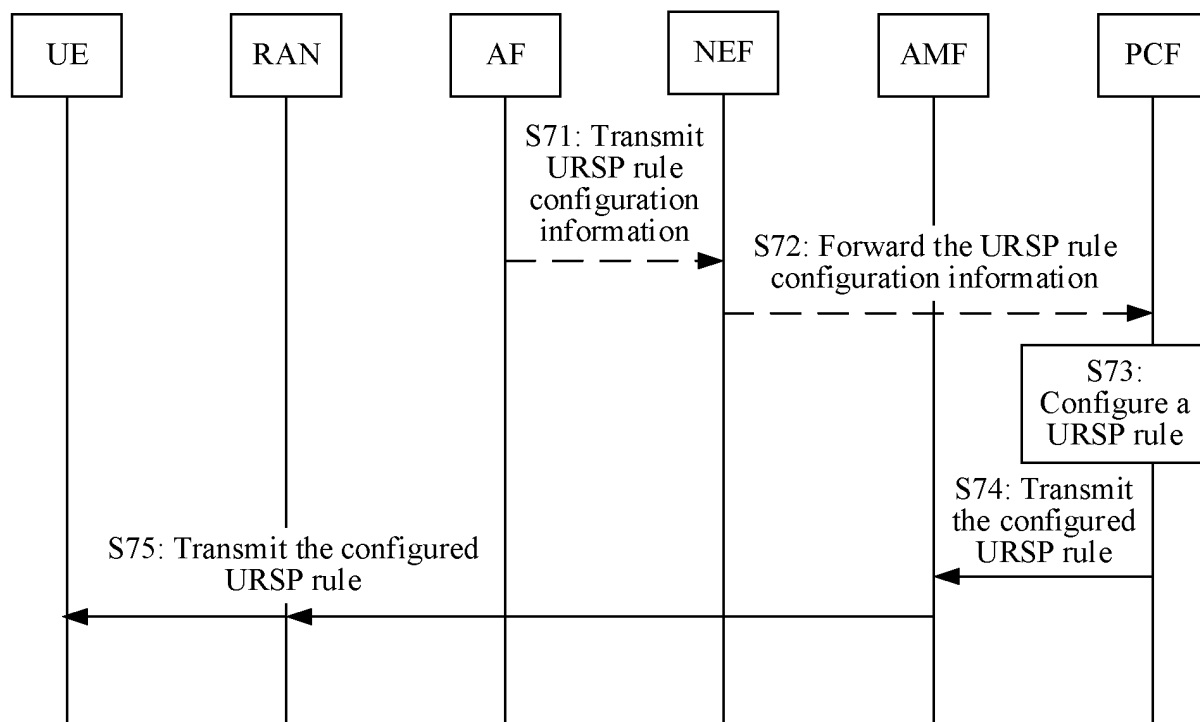 UE
RAN
AF
NEF
AMF
PCF
S71: Transmit
URSP rule
configuration
information
S72: Forward the URSP rule
configuration information
S73:
Configure a
URSP rule
S74: Transmit
the configured
URSP rule
S75: Transmit the configured
URSP rule